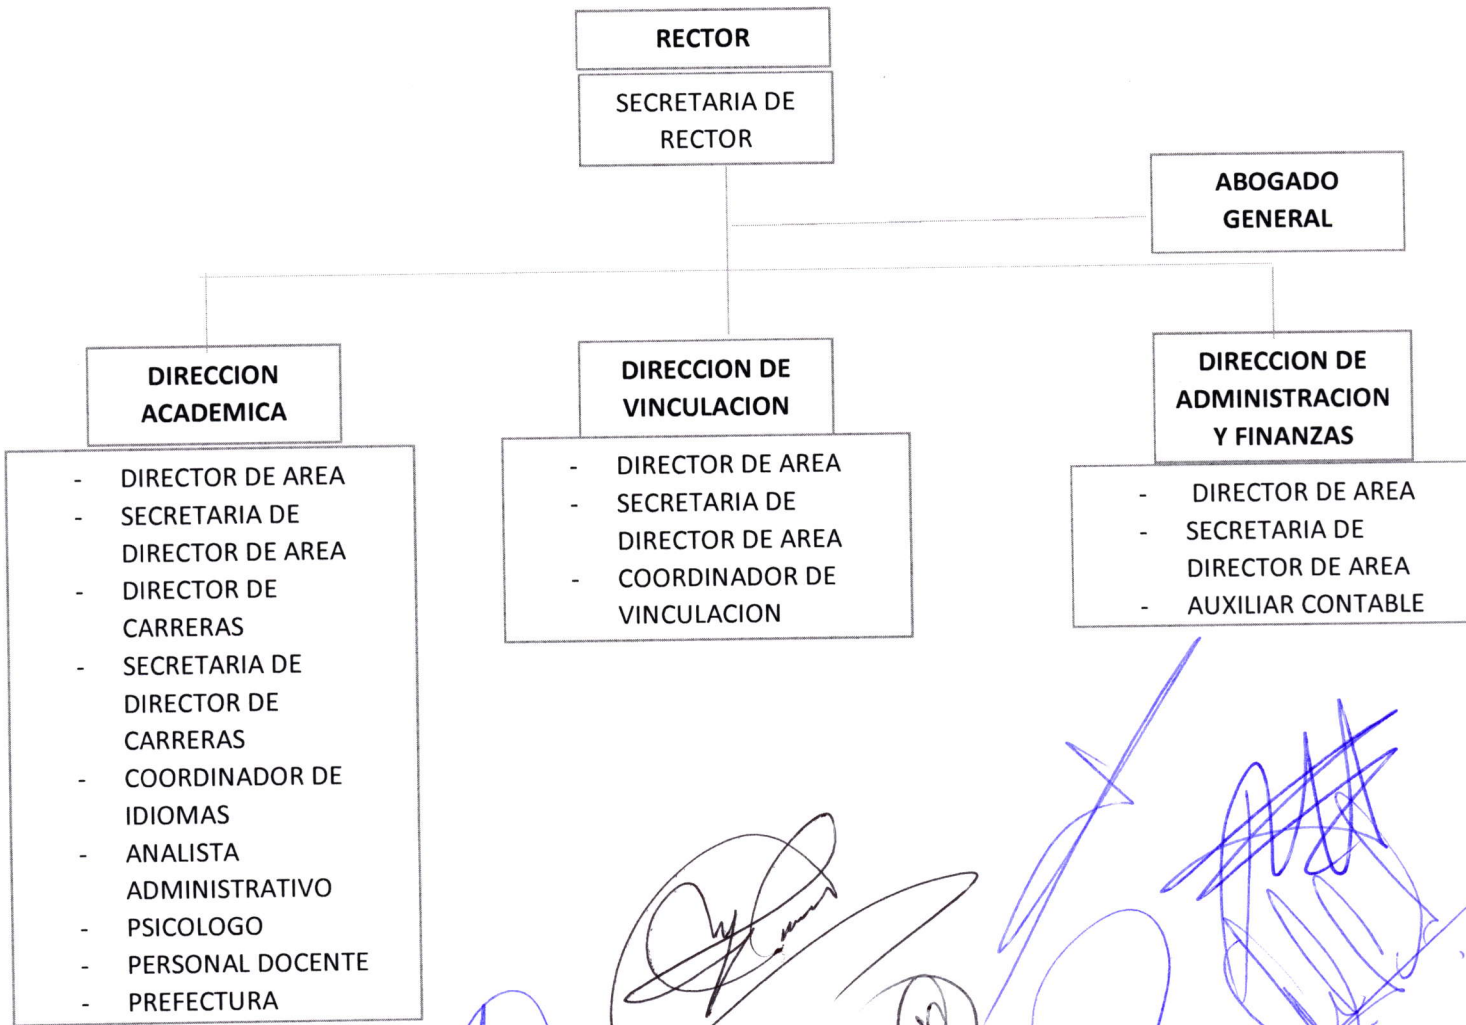 RECTOR
SECRETARIA DE
RECTOR
ABOGADO
GENERAL
DIRECCION
ACADEMICA
- DIRECTOR DE AREA
- SECRETARIA DE
DIRECTOR DE AREA
- DIRECTOR DE
CARRERAS
- SECRETARIA DE
DIRECTOR DE
CARRERAS
- COORDINADOR DE
IDIOMAS
- ANALISTA
ADMINISTRATIVO
- PSICOLOGO
- PERSONAL DOCENTE
- PREFECTURA
DIRECCION DE
VINCULACION
- DIRECTOR DE AREA
- SECRETARIA DE
DIRECTOR DE AREA
- COORDINADOR DE
VINCULACION
DIRECCION DE
ADMINISTRACION
Y FINANZAS
- DIRECTOR DE AREA
- SECRETARIA DE
DIRECTOR DE AREA
- AUXILIAR CONTABLE